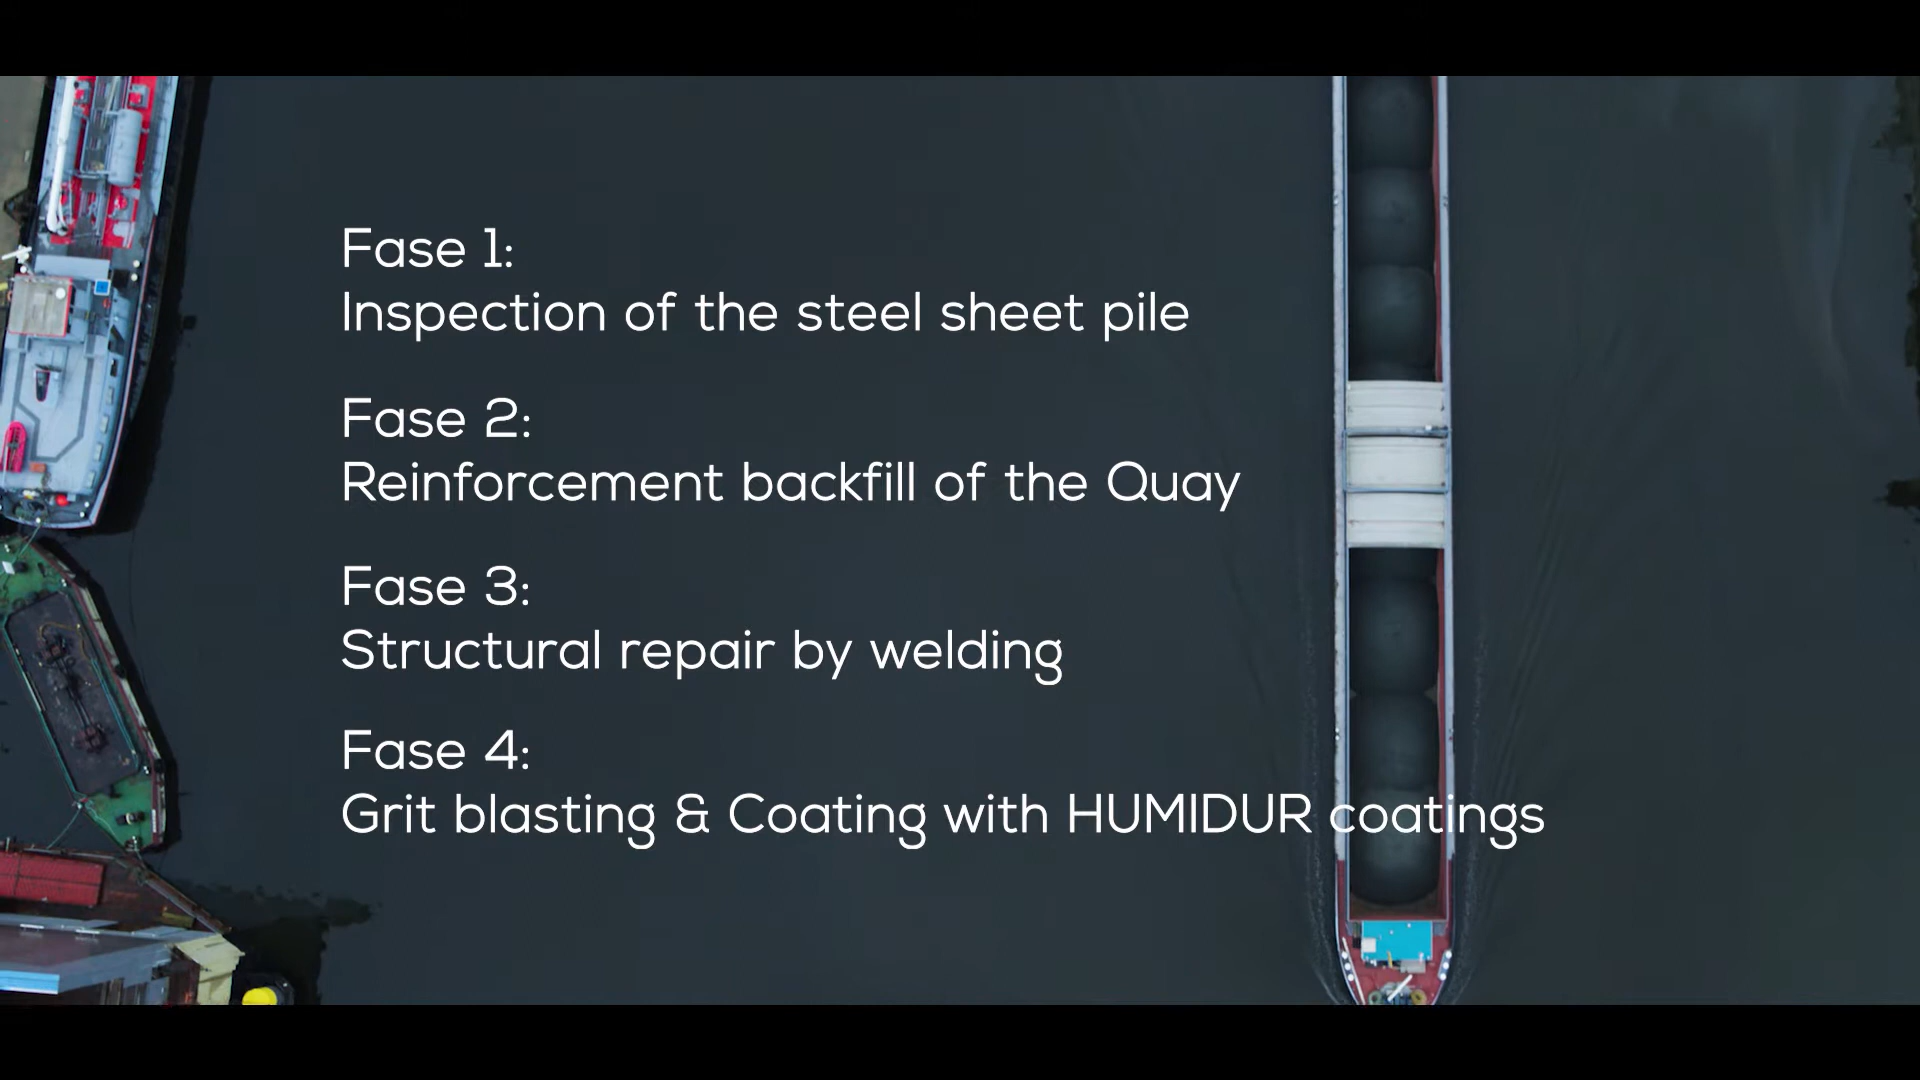 Fase 1:
Inspection of the steel sheet pile
Fase 2:
Reinforcement backfill of the Quay
Fase 3:
Structural repair by welding
Fase 4:
Grit blasting & Coating with HUMIDUR coatings